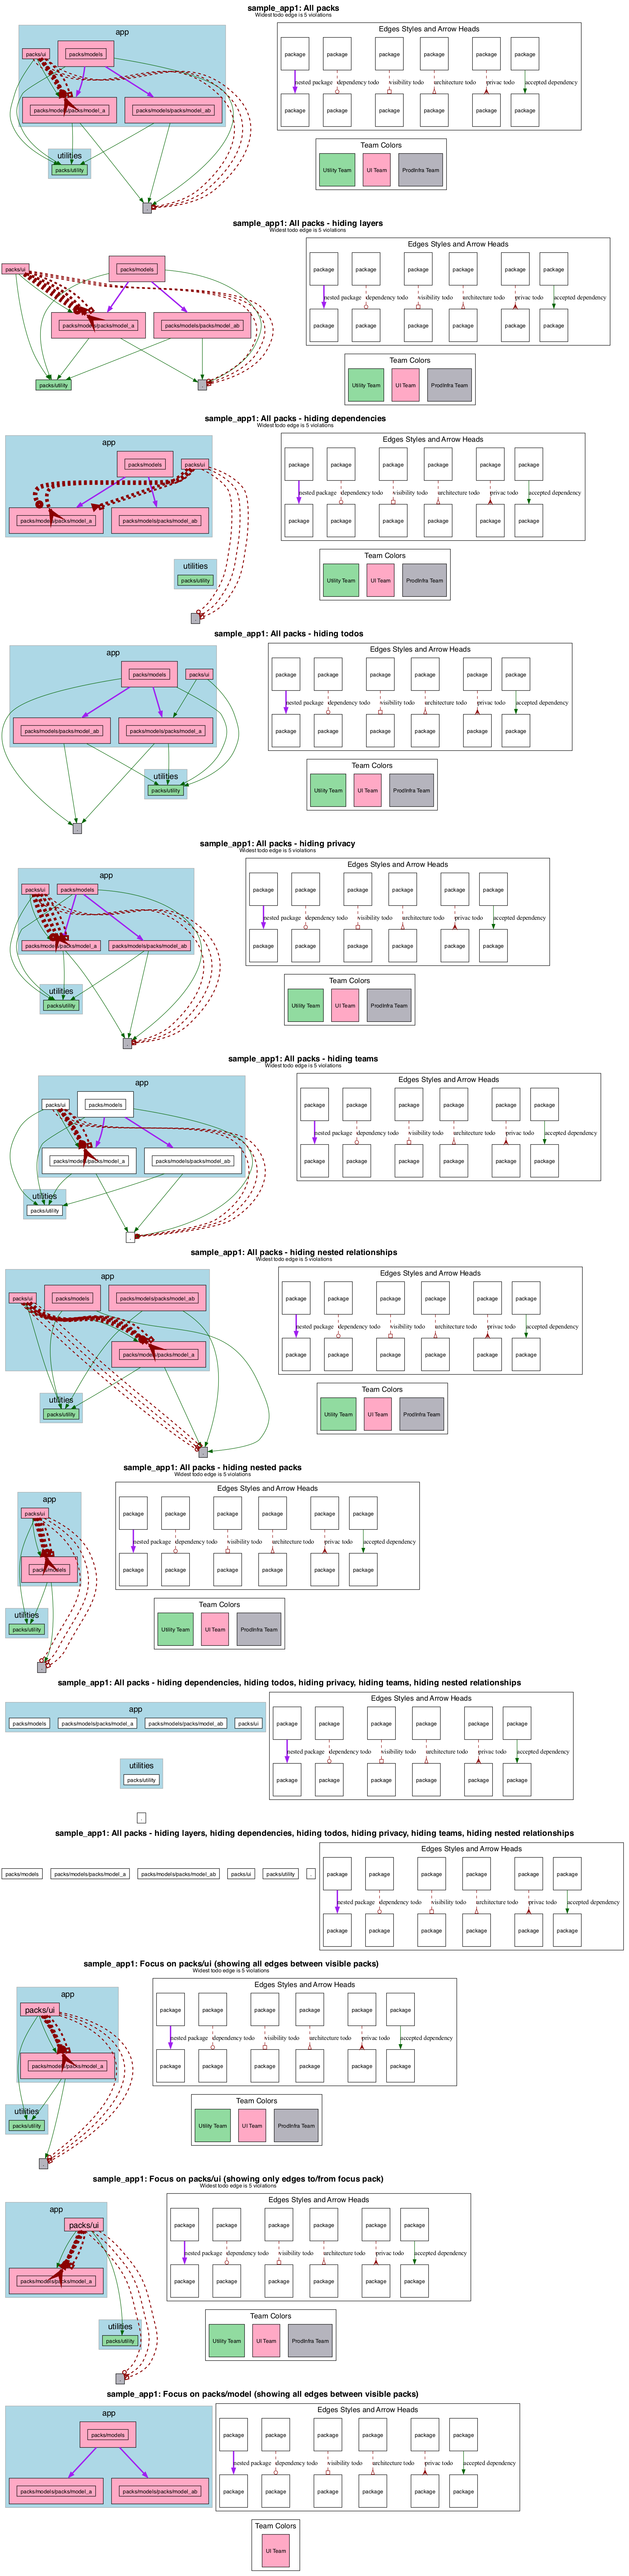 sample_app1: All packs
Widest todo edge is 5 violations
app
packs/ui
packs/models
packs/models/packs/model_a
packs/models/packs/model_ab
utilities
packs/utility
.
Edges Styles and Arrow Heads
package package package package package package
nested package dependency todo visibility todo architecture todo privac todo accepted dependency
package package package package package package
Team Colors
Utility Team UI Team ProdInfra Team
sample_app1: All packs - hiding layers
Widest todo edge is 5 violations
packs/ui
packs/models
packs/models/packs/model_a
packs/models/packs/model_ab
packs/utility
.
Edges Styles and Arrow Heads
package package package package package package
nested package dependency todo visibility todo architecture todo privac todo accepted dependency
package package package package package package
Team Colors
Utility Team UI Team ProdInfra Team
sample_app1: All packs - hiding dependencies
Widest todo edge is 5 violations
app
packs/models
packs/ui
packs/models/packs/model_a
packs/models/packs/model_ab
utilities
packs/utility
.
Edges Styles and Arrow Heads
package package package package package package
nested package dependency todo visibility todo architecture todo privac todo accepted dependency
package package package package package package
Team Colors
Utility Team UI Team ProdInfra Team
sample_app1: All packs - hiding todos
app
packs/models
packs/ui
packs/models/packs/model_ab
packs/models/packs/model_a
utilities
packs/utility
.
Edges Styles and Arrow Heads
package package package package package package
nested package dependency todo visibility todo architecture todo privac todo accepted dependency
package package package package package package
Team Colors
Utility Team UI Team ProdInfra Team
sample_app1: All packs - hiding privacy
Widest todo edge is 5 violations
app
packs/ui
packs/models
packs/models/packs/model_a
packs/models/packs/model_ab
utilities
packs/utility
.
Edges Styles and Arrow Heads
package package package package package package
nested package dependency todo visibility todo architecture todo privac todo accepted dependency
package package package package package package
Team Colors
Utility Team UI Team ProdInfra Team
sample_app1: All packs - hiding teams
Widest todo edge is 5 violations
app
packs/ui
packs/models
packs/models/packs/model_a
packs/models/packs/model_ab
utilities
packs/utility
.
Edges Styles and Arrow Heads
package package package package package package
nested package dependency todo visibility todo architecture todo privac todo accepted dependency
package package package package package package
sample_app1: All packs - hiding nested relationships
Widest todo edge is 5 violations
app
packs/ui
packs/models
packs/models/packs/model_ab
packs/models/packs/model_a
utilities
packs/utility
.
Edges Styles and Arrow Heads
package package package package package package
nested package dependency todo visibility todo architecture todo privac todo accepted dependency
package package package package package package
Team Colors
Utility Team UI Team ProdInfra Team
sample_app1: All packs - hiding nested packs
Widest todo edge is 5 violations
app
packs/ui
packs/models
utilities
packs/utility
.
Edges Styles and Arrow Heads
package package package package package package
nested package dependency todo visibility todo architecture todo privac todo accepted dependency
package package package package package package
Team Colors
Utility Team UI Team ProdInfra Team
sample_app1: All packs - hiding dependencies, hiding todos, hiding privacy, hiding teams, hiding nested relationships
app
packs/models packs/models/packs/model_a packs/models/packs/model_ab packs/ui
utilities
packs/utility
.
Edges Styles and Arrow Heads
package package package package package package
nested package dependency todo visibility todo architecture todo privac todo accepted dependency
package package package package package package
sample_app1: All packs - hiding layers, hiding dependencies, hiding todos, hiding privacy, hiding teams, hiding nested relationships
packs/models packs/models/packs/model_a packs/models/packs/model_ab packs/ui packs/utility .
Edges Styles and Arrow Heads
package package package package package package
nested package dependency todo visibility todo architecture todo privac todo accepted dependency
package package package package package package
sample_app1: Focus on packs/ui (showing all edges between visible packs)
Widest todo edge is 5 violations
app
packs/ui
packs/models/packs/model_a
utilities
packs/utility
.
Edges Styles and Arrow Heads
package package package package package package
nested package dependency todo visibility todo architecture todo privac todo accepted dependency
package package package package package package
Team Colors
Utility Team UI Team ProdInfra Team
sample_app1: Focus on packs/ui (showing only edges to/from focus pack)
Widest todo edge is 5 violations
app
packs/ui
packs/models/packs/model_a
utilities
packs/utility
.
Edges Styles and Arrow Heads
package package package package package package
nested package dependency todo visibility todo architecture todo privac todo accepted dependency
package package package package package package
Team Colors
Utility Team UI Team ProdInfra Team
sample_app1: Focus on packs/model (showing all edges between visible packs)
app
packs/models
packs/models/packs/model_a
packs/models/packs/model_ab
Edges Styles and Arrow Heads
package package package package package package
nested package dependency todo visibility todo architecture todo privac todo accepted dependency
package package package package package package
Team Colors
UI Team